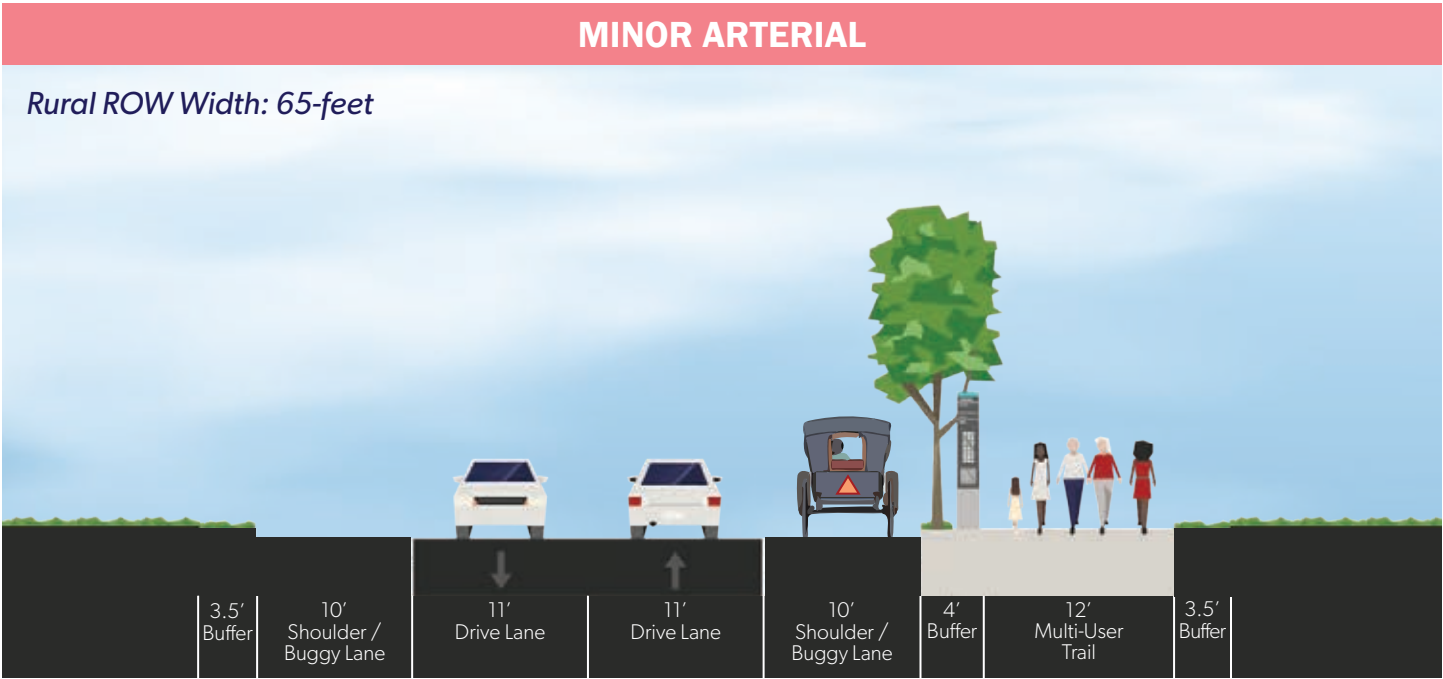 MINOR ARTERIAL
Rural ROW Width: 65-feet
3.5′
Buffer
10′
Shoulder /
Buggy Lane
11′
Drive Lane
11′
Drive Lane
10′
Shoulder /
Buggy Lane
4′
Buffer
12′
Multi-User
Trail
3.5′
Buffer